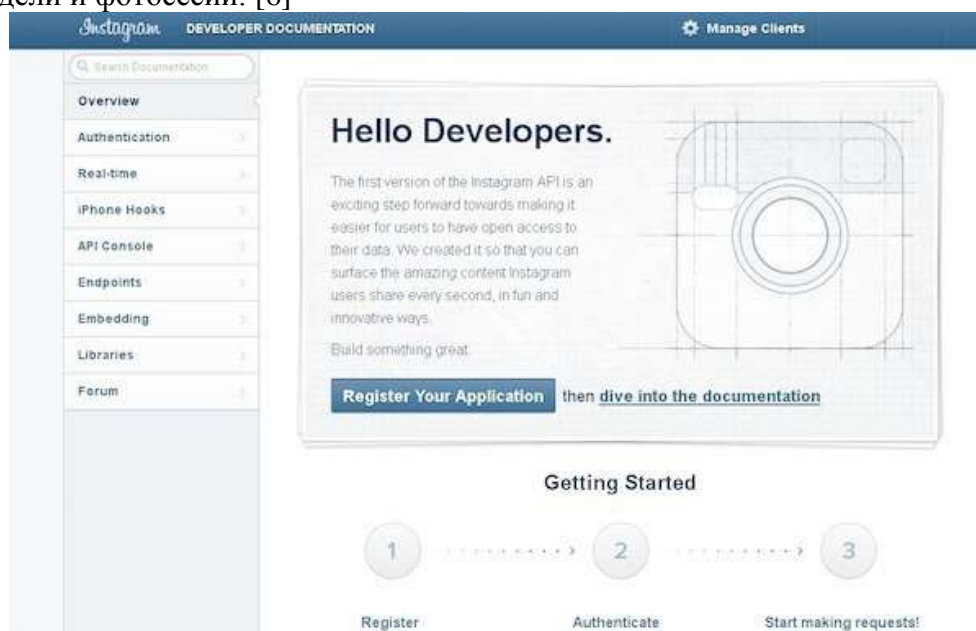 дели и фотосессии. [6]
Instagram DEVELOPER DOCUMENTATION
Manage Clients
Search Documentation
Overview
Authentication
Real-time
iPhone Hooks
API Console
Endpoints
Embedding
Libraries
Forum
Hello Developers.
The first version of the Instagram API is an
exciting step forward towards making it
easier for users to have open access to
their data. We created it so that you can
surface the amazing content Instagram
users share every second, in fun and
innovative ways.
Build something great.
Register Your Application then dive into the documentation
Getting Started
1 2 3
Register Authenticate Start making requests!